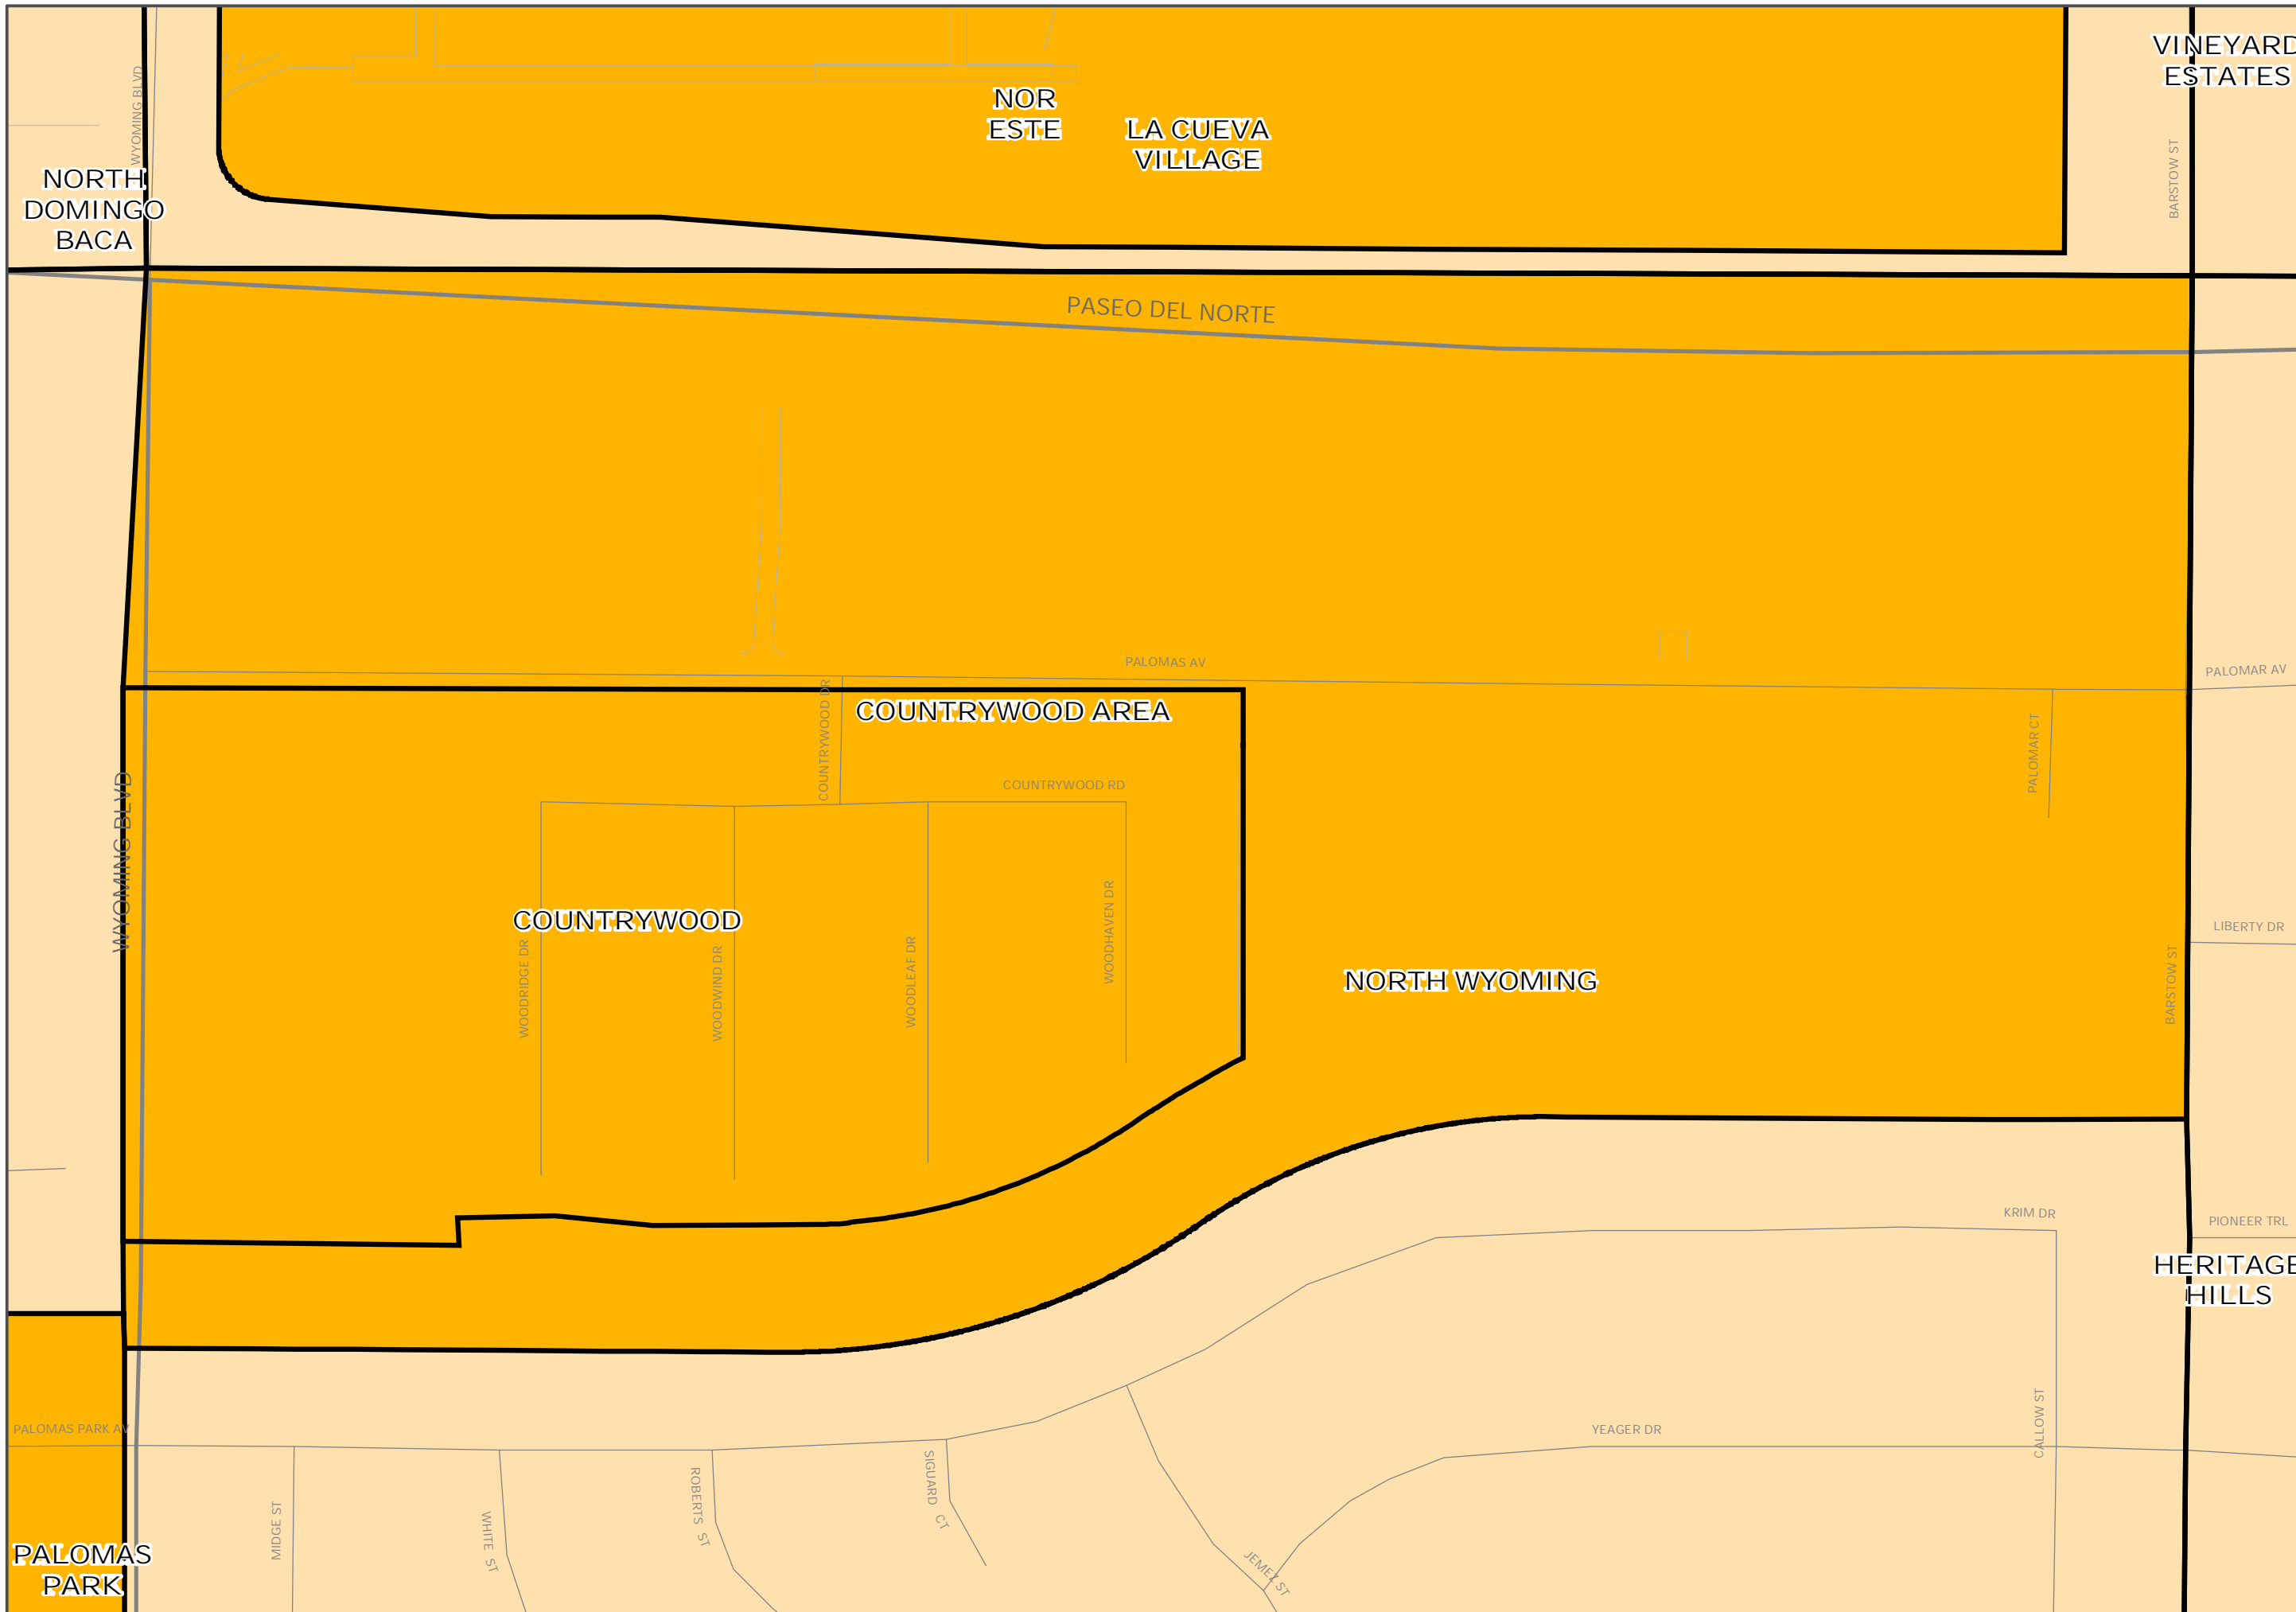 VINEYARD
ESTATES
WYOMING BLVD
NOR
ESTE
LA CUEVA
VILLAGE
BARSTOW ST
NORTH
DOMINGO
BACA
PASEO DEL NORTE
PALOMAS AV
PALOMAR AV
COUNTRYWOOD DR
COUNTRYWOOD AREA
PALOMAR CT
COUNTRYWOOD RD
WYOMING BLVD
COUNTRYWOOD
WOODRIDGE DR
WOODWIND DR
WOODLEAF DR
WOODHAVEN DR
NORTH WYOMING
BARSTOW ST
LIBERTY DR
KRIM DR
PIONEER TRL
HERITAGE
HILLS
PALOMAS PARK AV
YEAGER DR
CALLOW ST
MIDGE ST
WHITE ST
ROBERTS ST
SIGUARD CT
JEMEZ ST
PALOMAS
PARK